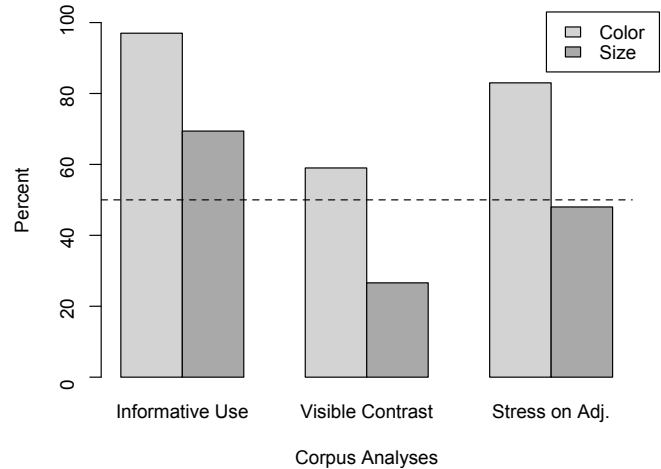 Color
Size
Percent
100
80
60
40
20
0
Informative Use
Visible Contrast
Stress on Adj.
Corpus Analyses